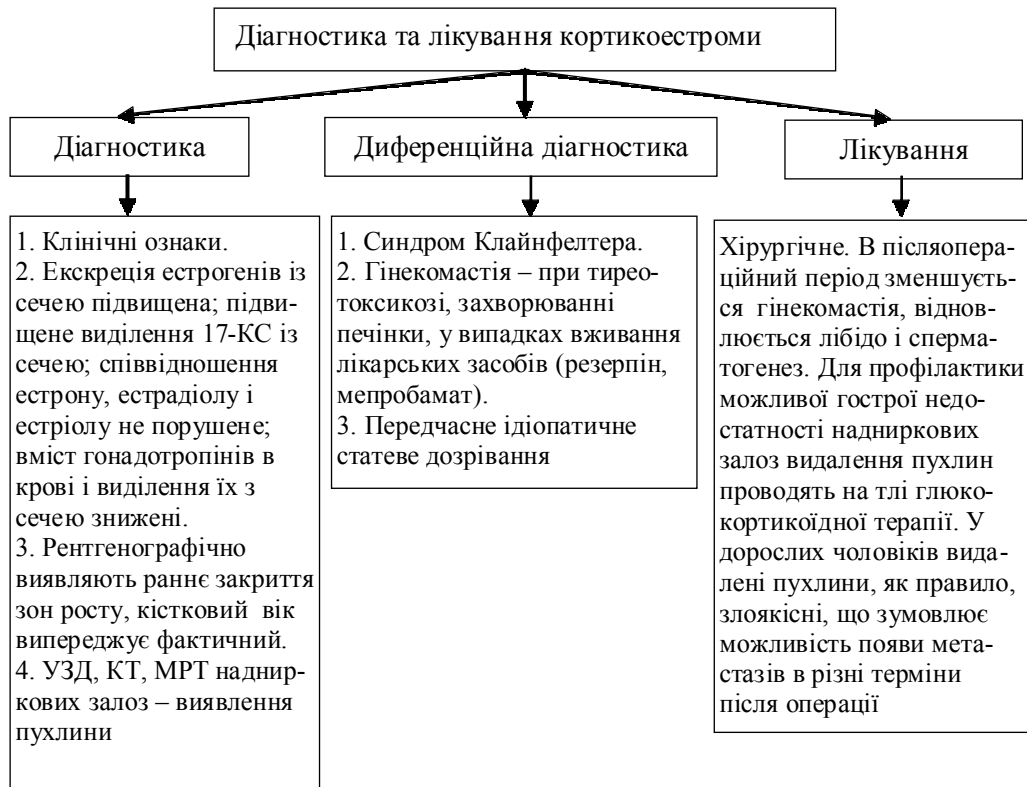 Діагностика та лікування кортикоестроми
Діагностика
Диференційна діагностика
Лікування
1. Клінічні ознаки.
2. Екскреція естрогенів із
сечею підвищена; підви-
щене виділення 17-КС із
сечею; співвідношення
естрону, естрадіолу і
естріолу не порушене;
вміст гонадотропінів в
крові і виділення їх з
сечею знижені.
3. Рентгенографічно
виявляють раннє закриття
зон росту, кістковий вік
випереджує фактичний.
4. УЗД, КТ, МРТ наднир-
кових залоз – виявлення
пухлини
1. Синдром Клайнфелтера.
2. Гінекомастія – при тирео-
токсикозі, захворюванні
печінки, у випадках вживання
лікарських засобів (резерпін,
мепробамат).
3. Передчасне ідіопатичне
статеве дозрівання
Хірургічне. В післяопера-
ційний період зменшуєть-
ся гінекомастія, віднов-
люється лібідо і сперма-
тогенез. Для профілактики
можливої гострої недо-
статності надниркових
залоз видалення пухлин
проводять на тлі глюко-
кортикоїдної терапії. У
дорослих чоловіків вида-
лені пухлини, як правило,
злоякісні, що зумовлює
можливість появи мета-
стазів в різні терміни
після операції